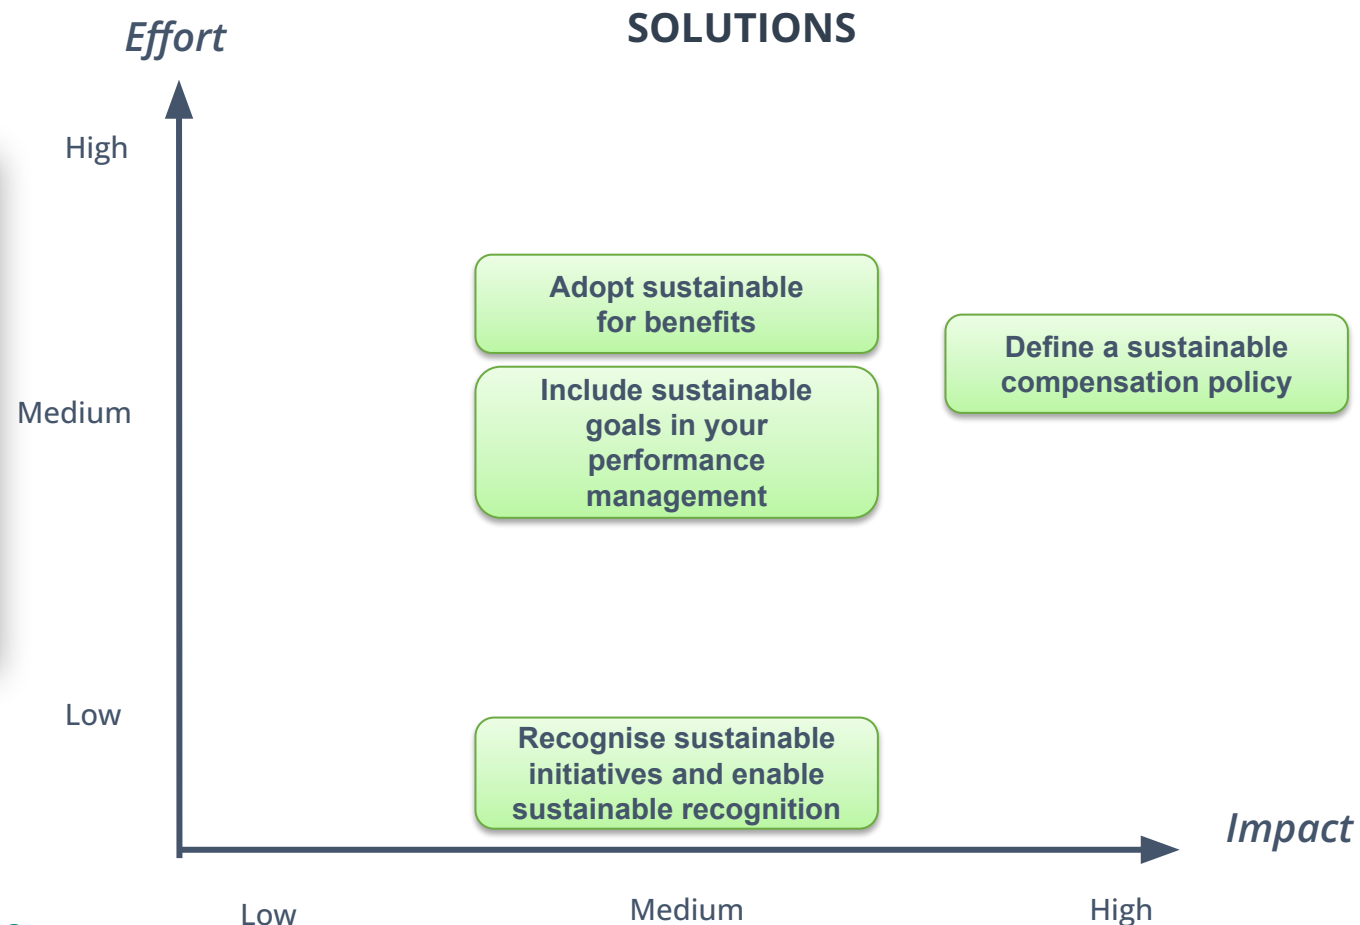 SOLUTIONS
Effort
High
Adopt sustainable
for benefits
Define a sustainable
compensation policy
Include sustainable
goals in your
performance
management
Medium
Low
Recognise sustainable
initiatives and enable
sustainable recognition
Impact
Low
Medium
High